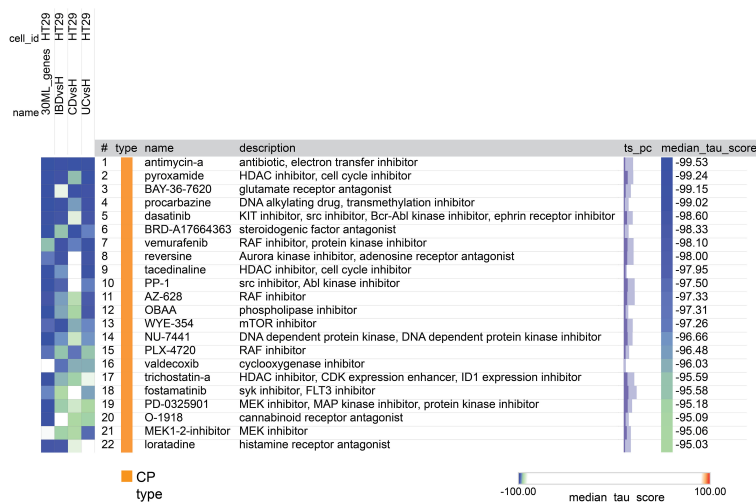 cell_id HT29 HT29 HT29 HT29
name 30ML_genes IBDvsH CDvsH UCvsH
# type name description ts_pc median_tau_score
1 antimycin-a antibiotic, electron transfer inhibitor -99.53
2 pyroxamide HDAC inhibitor, cell cycle inhibitor -99.24
3 BAY-36-7620 glutamate receptor antagonist -99.15
4 procarbazine DNA alkylating drug, transmethylation inhibitor -99.02
5 dasatinib KIT inhibitor, src inhibitor, Bcr-Abl kinase inhibitor, ephrin receptor inhibitor -98.60
6 BRD-A17664363 steroidogenic factor antagonist -98.33
7 vemurafenib RAF inhibitor, protein kinase inhibitor -98.10
8 reversine Aurora kinase inhibitor, adenosine receptor antagonist -98.00
9 tacedinaline HDAC inhibitor, cell cycle inhibitor -97.95
10 PP-1 src inhibitor, Abl kinase inhibitor -97.50
11 AZ-628 RAF inhibitor -97.33
12 OBAA phospholipase inhibitor -97.31
13 WYE-354 mTOR inhibitor -97.26
14 NU-7441 DNA dependent protein kinase, DNA dependent protein kinase inhibitor -96.66
15 PLX-4720 RAF inhibitor -96.48
16 valdecoxib cyclooxygenase inhibitor -96.03
17 trichostatin-a HDAC inhibitor, CDK expression enhancer, ID1 expression inhibitor -95.59
18 fostamatinib syk inhibitor, FLT3 inhibitor -95.58
19 PD-0325901 MEK inhibitor, MAP kinase inhibitor, protein kinase inhibitor -95.18
20 O-1918 cannabinoid receptor antagonist -95.09
21 MEK1-2-inhibitor MEK inhibitor -95.06
22 loratadine histamine receptor antagonist -95.03
CP
type
-100.00 median_tau_score 100.00